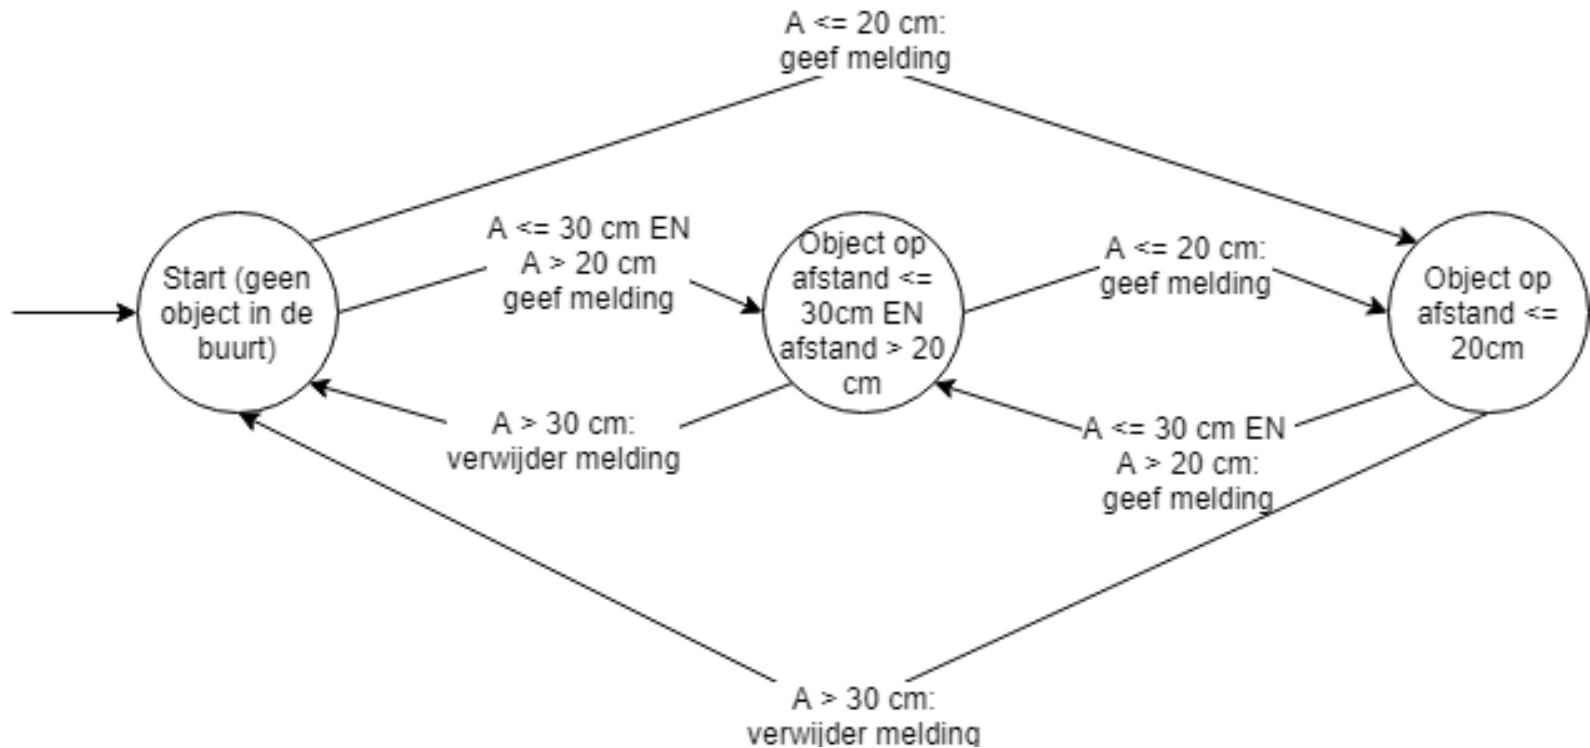 A <= 20 cm:
geef melding
Start (geen
object in de
buurt)
A <= 30 cm EN
A > 20 cm
geef melding
Object op
afstand <=
30cm EN
afstand > 20
cm
A <= 20 cm:
geef melding
Object op
afstand <=
20cm
A > 30 cm:
verwijder melding
A <= 30 cm EN
A > 20 cm:
geef melding
A > 30 cm:
verwijder melding